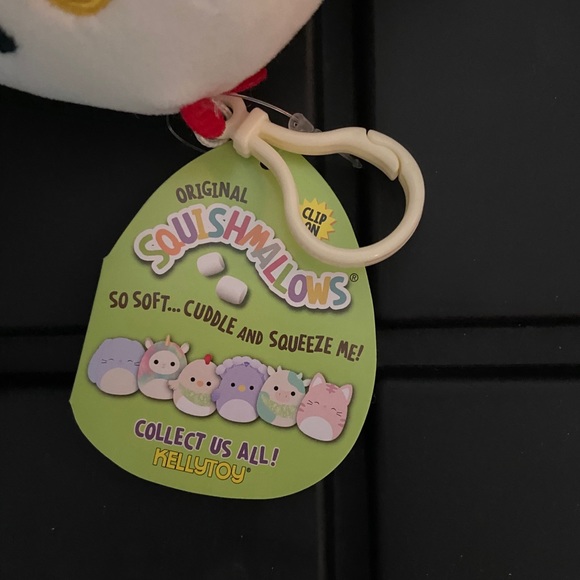 ORIGINAL
SQUISHMALLOWS®
CLIP
ON
SO SOFT... CUDDLE AND SQUEEZE ME!
COLLECT US ALL!
KELLYTOY®